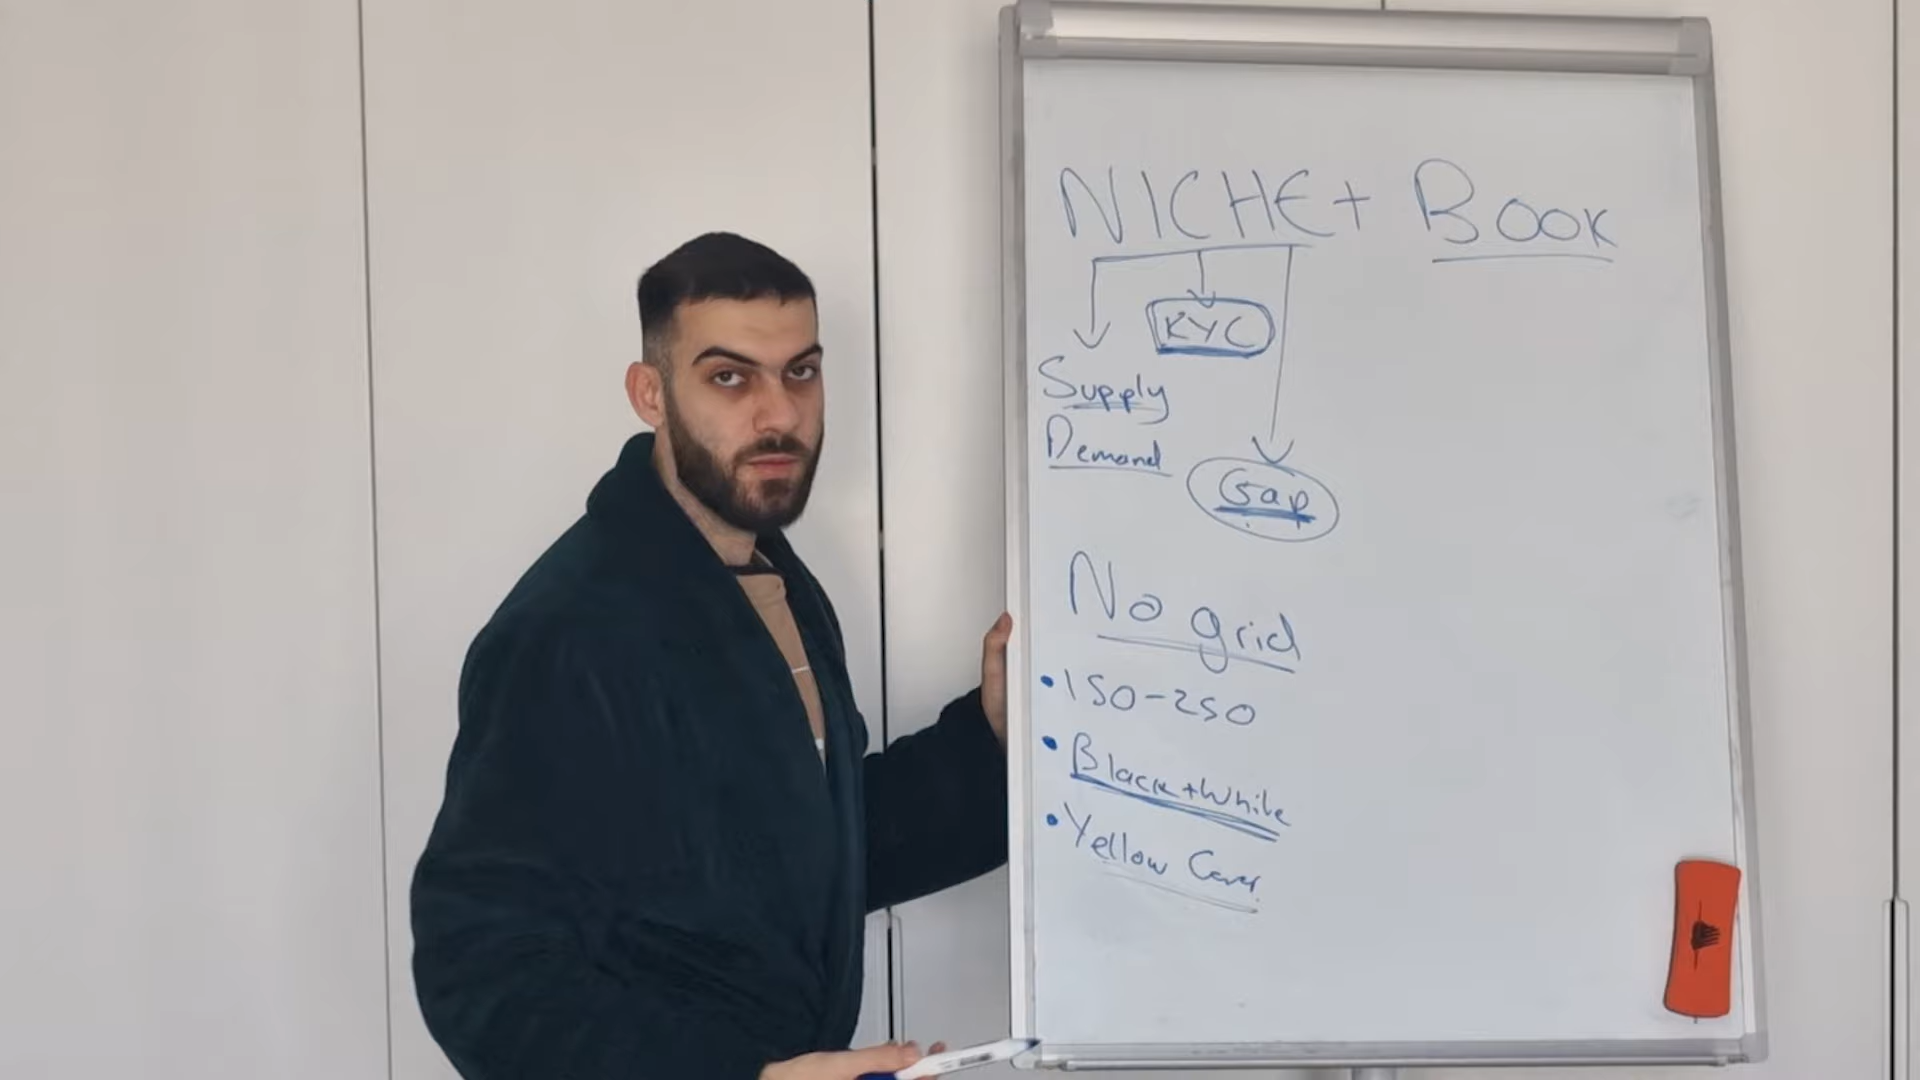 NICHE + BOOK
KYC
Supply
Demand
Gap
No grid
• 150-250
• Black + White
• Yellow Cover